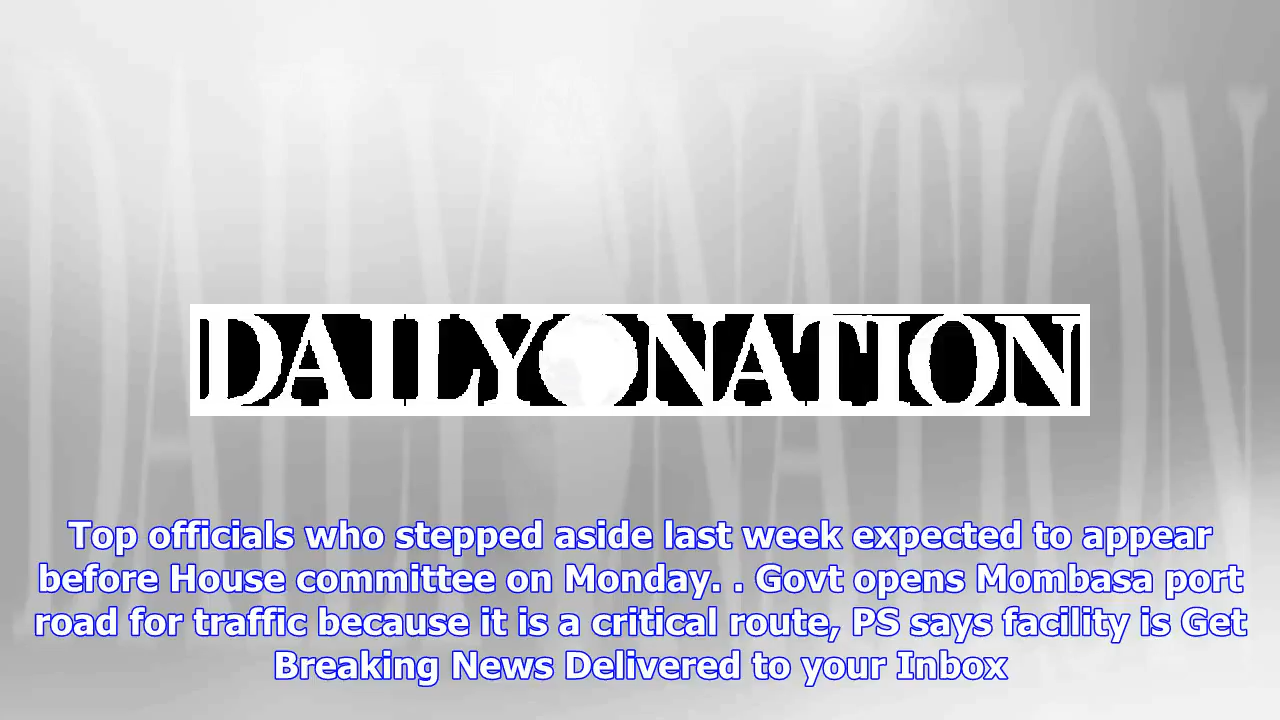 DAILY NATION
Top officials who stepped aside last week expected to appear
before House committee on Monday. . Govt opens Mombasa port
road for traffic because it is a critical route, PS says facility is Get
Breaking News Delivered to your Inbox